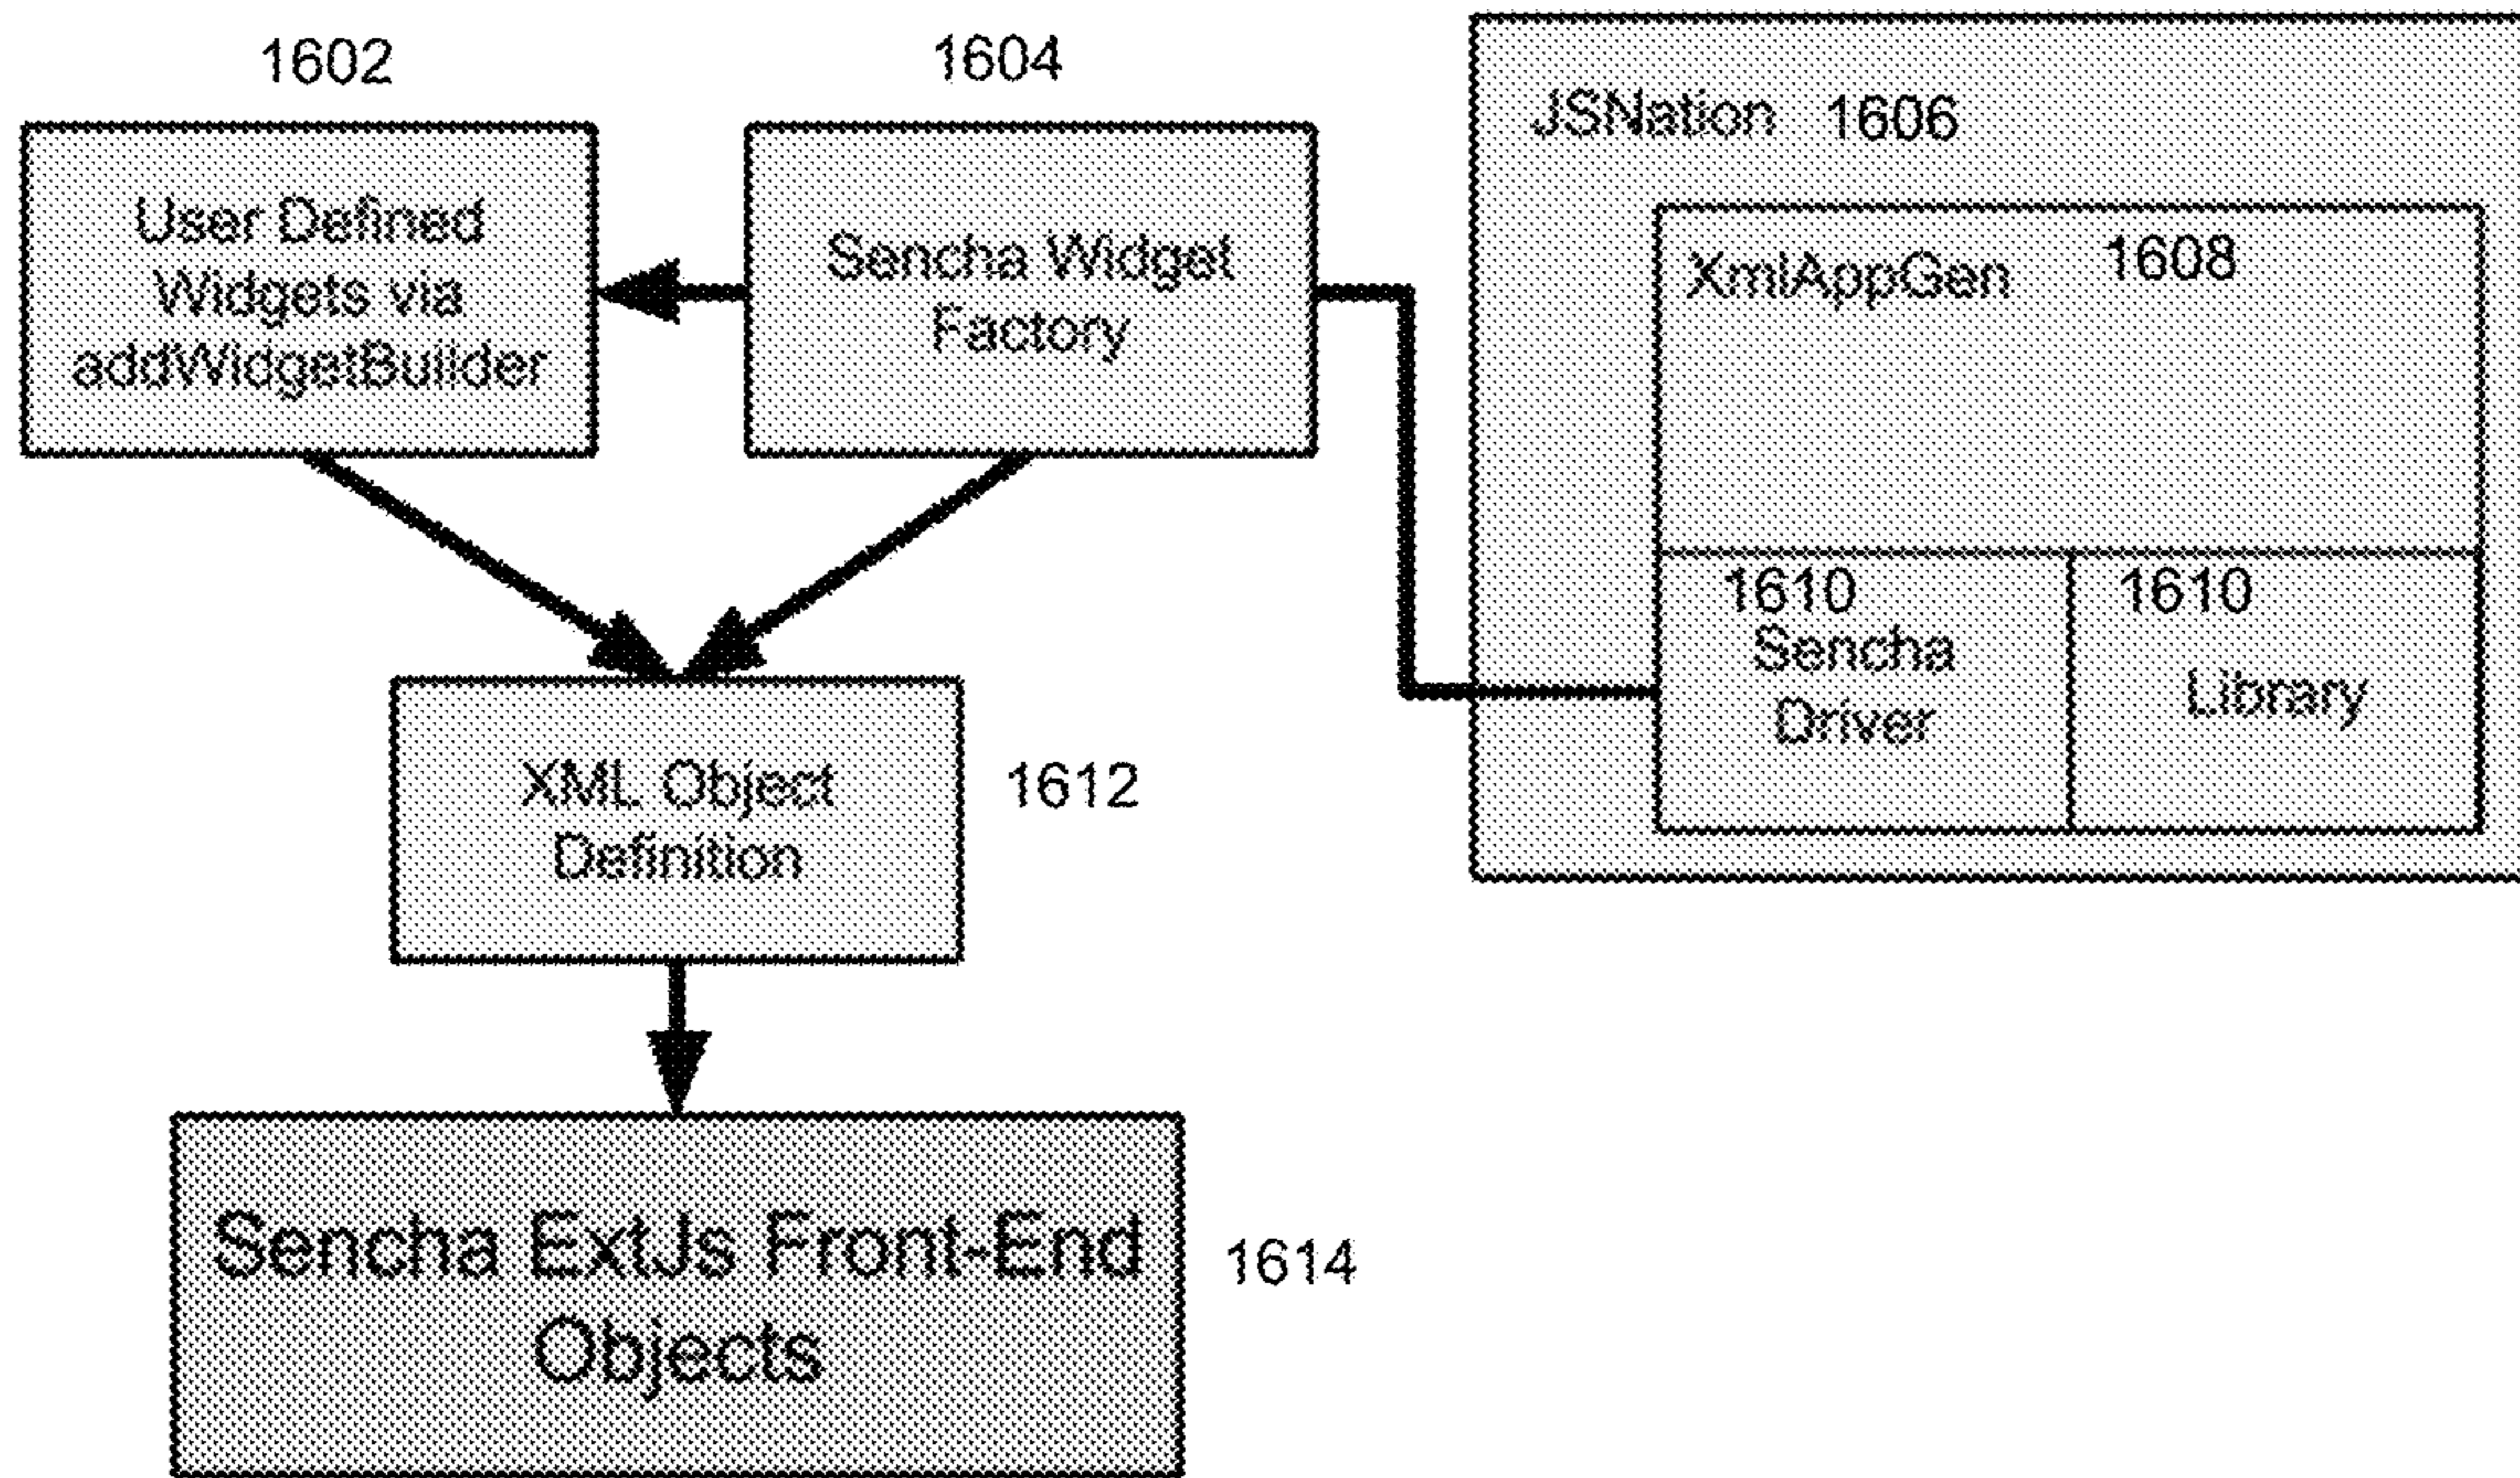 1602
User Defined
Widgets via
addWidgetBuilder
1604
Sencha Widget
Factory
JSNation 1606
XmlAppGen 1608
1610
Sencha
Driver
1610
Library
XML Object
Definition
1612
Sencha ExtJs Front-End
Objects
1614